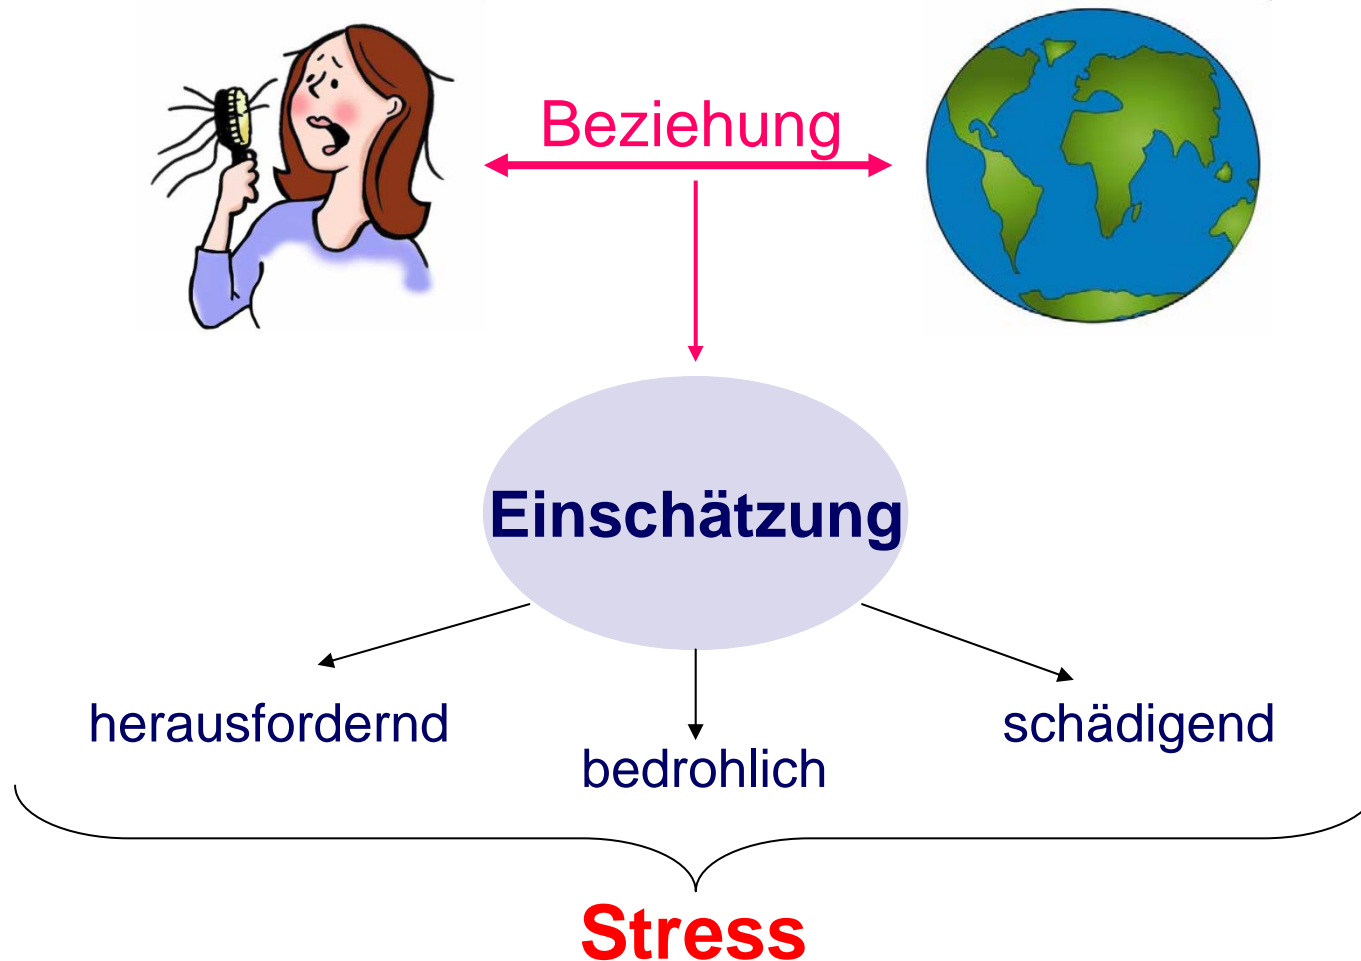 Beziehung
Einschätzung
herausfordernd
bedrohlich
schädigend
Stress